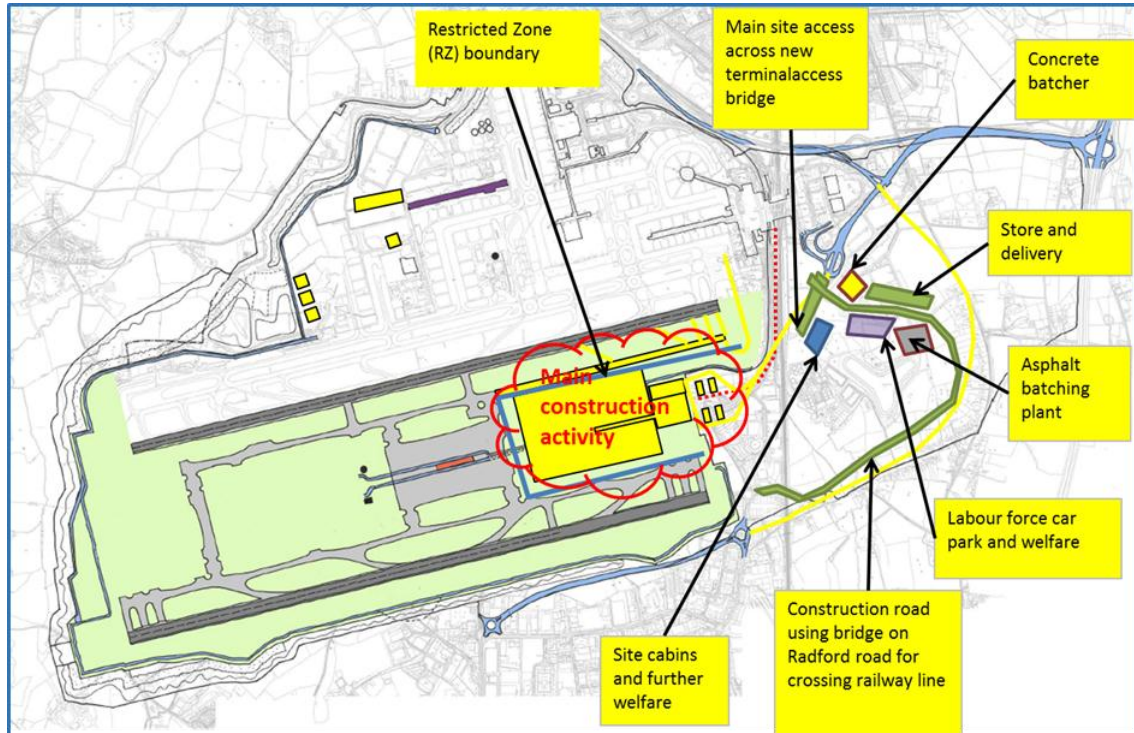 Restricted Zone
(RZ) boundary
Main site access
across new
terminalaccess
bridge
Concrete
batcher
Store and
delivery
Asphalt
batching
plant
Labour force car
park and welfare
Construction road
using bridge on
Radford road for
crossing railway line
Site cabins
and further
welfare
Main
construction
activity